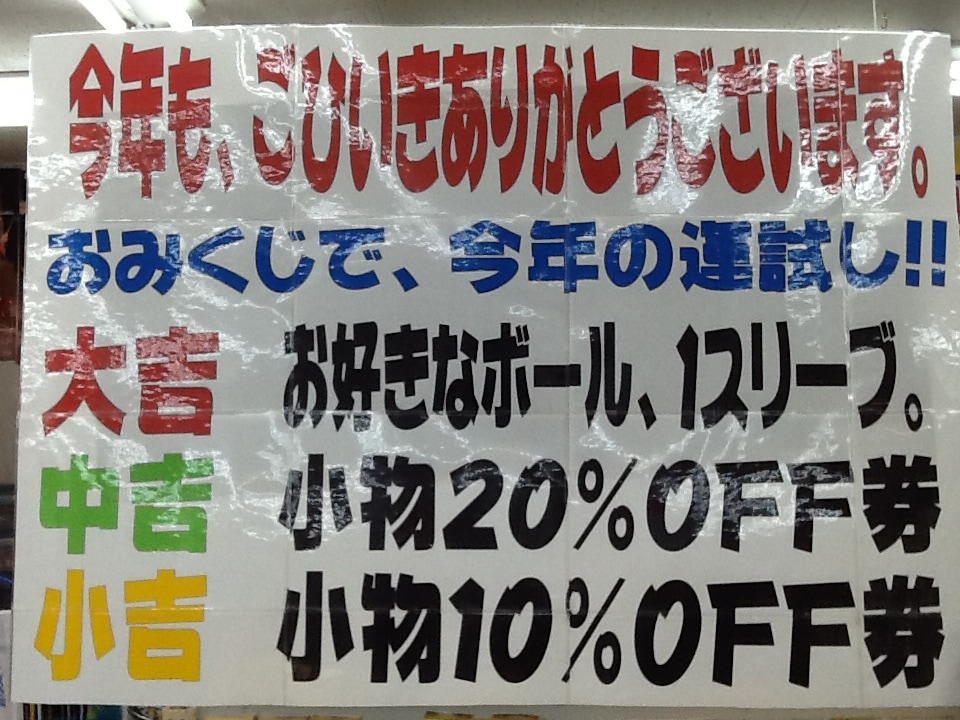 今年も、ごひいきありがとうございます。
おみくじで、今年の運試し!!
大吉 お好きなボール、1スリーブ。
中吉 小物20%OFF券
小吉 小物10%OFF券